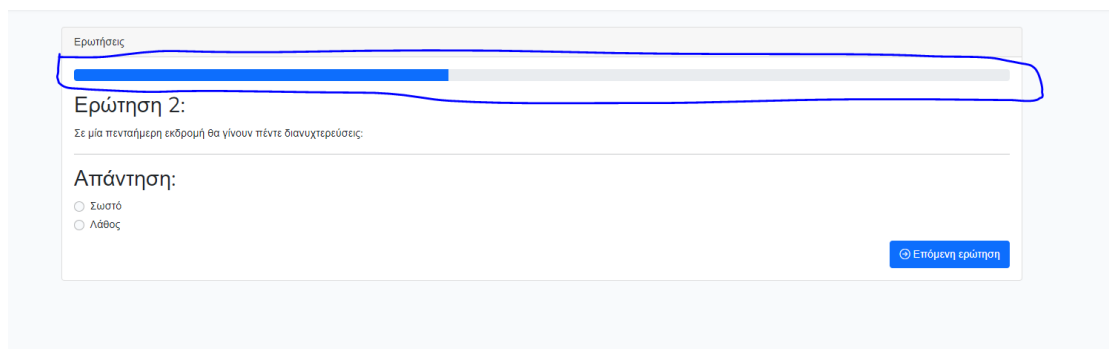 Ερωτήσεις
Ερώτηση 2:
Σε μία πενταήμερη εκδρομή θα γίνουν πέντε διανυχτερεύσεις:
Απάντηση:
Σωστό
Λάθος
Επόμενη ερώτηση